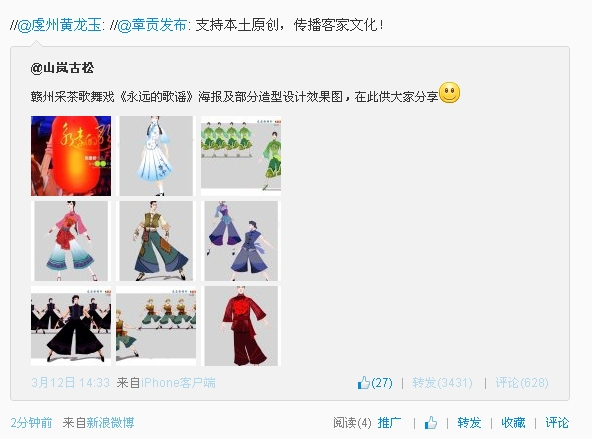 //@虔州黄龙玉: //@章贡发布: 支持本土原创，传播客家文化！
@山岚古松
赣州采茶歌舞戏《永远的歌谣》海报及部分造型设计效果图，在此供大家分享
3月12日 14:33 来自iPhone客户端 (27) | 转发(3431) | 评论(628)
2分钟前 来自新浪微博 阅读(4) 推广 | | 转发 | 收藏 | 评论